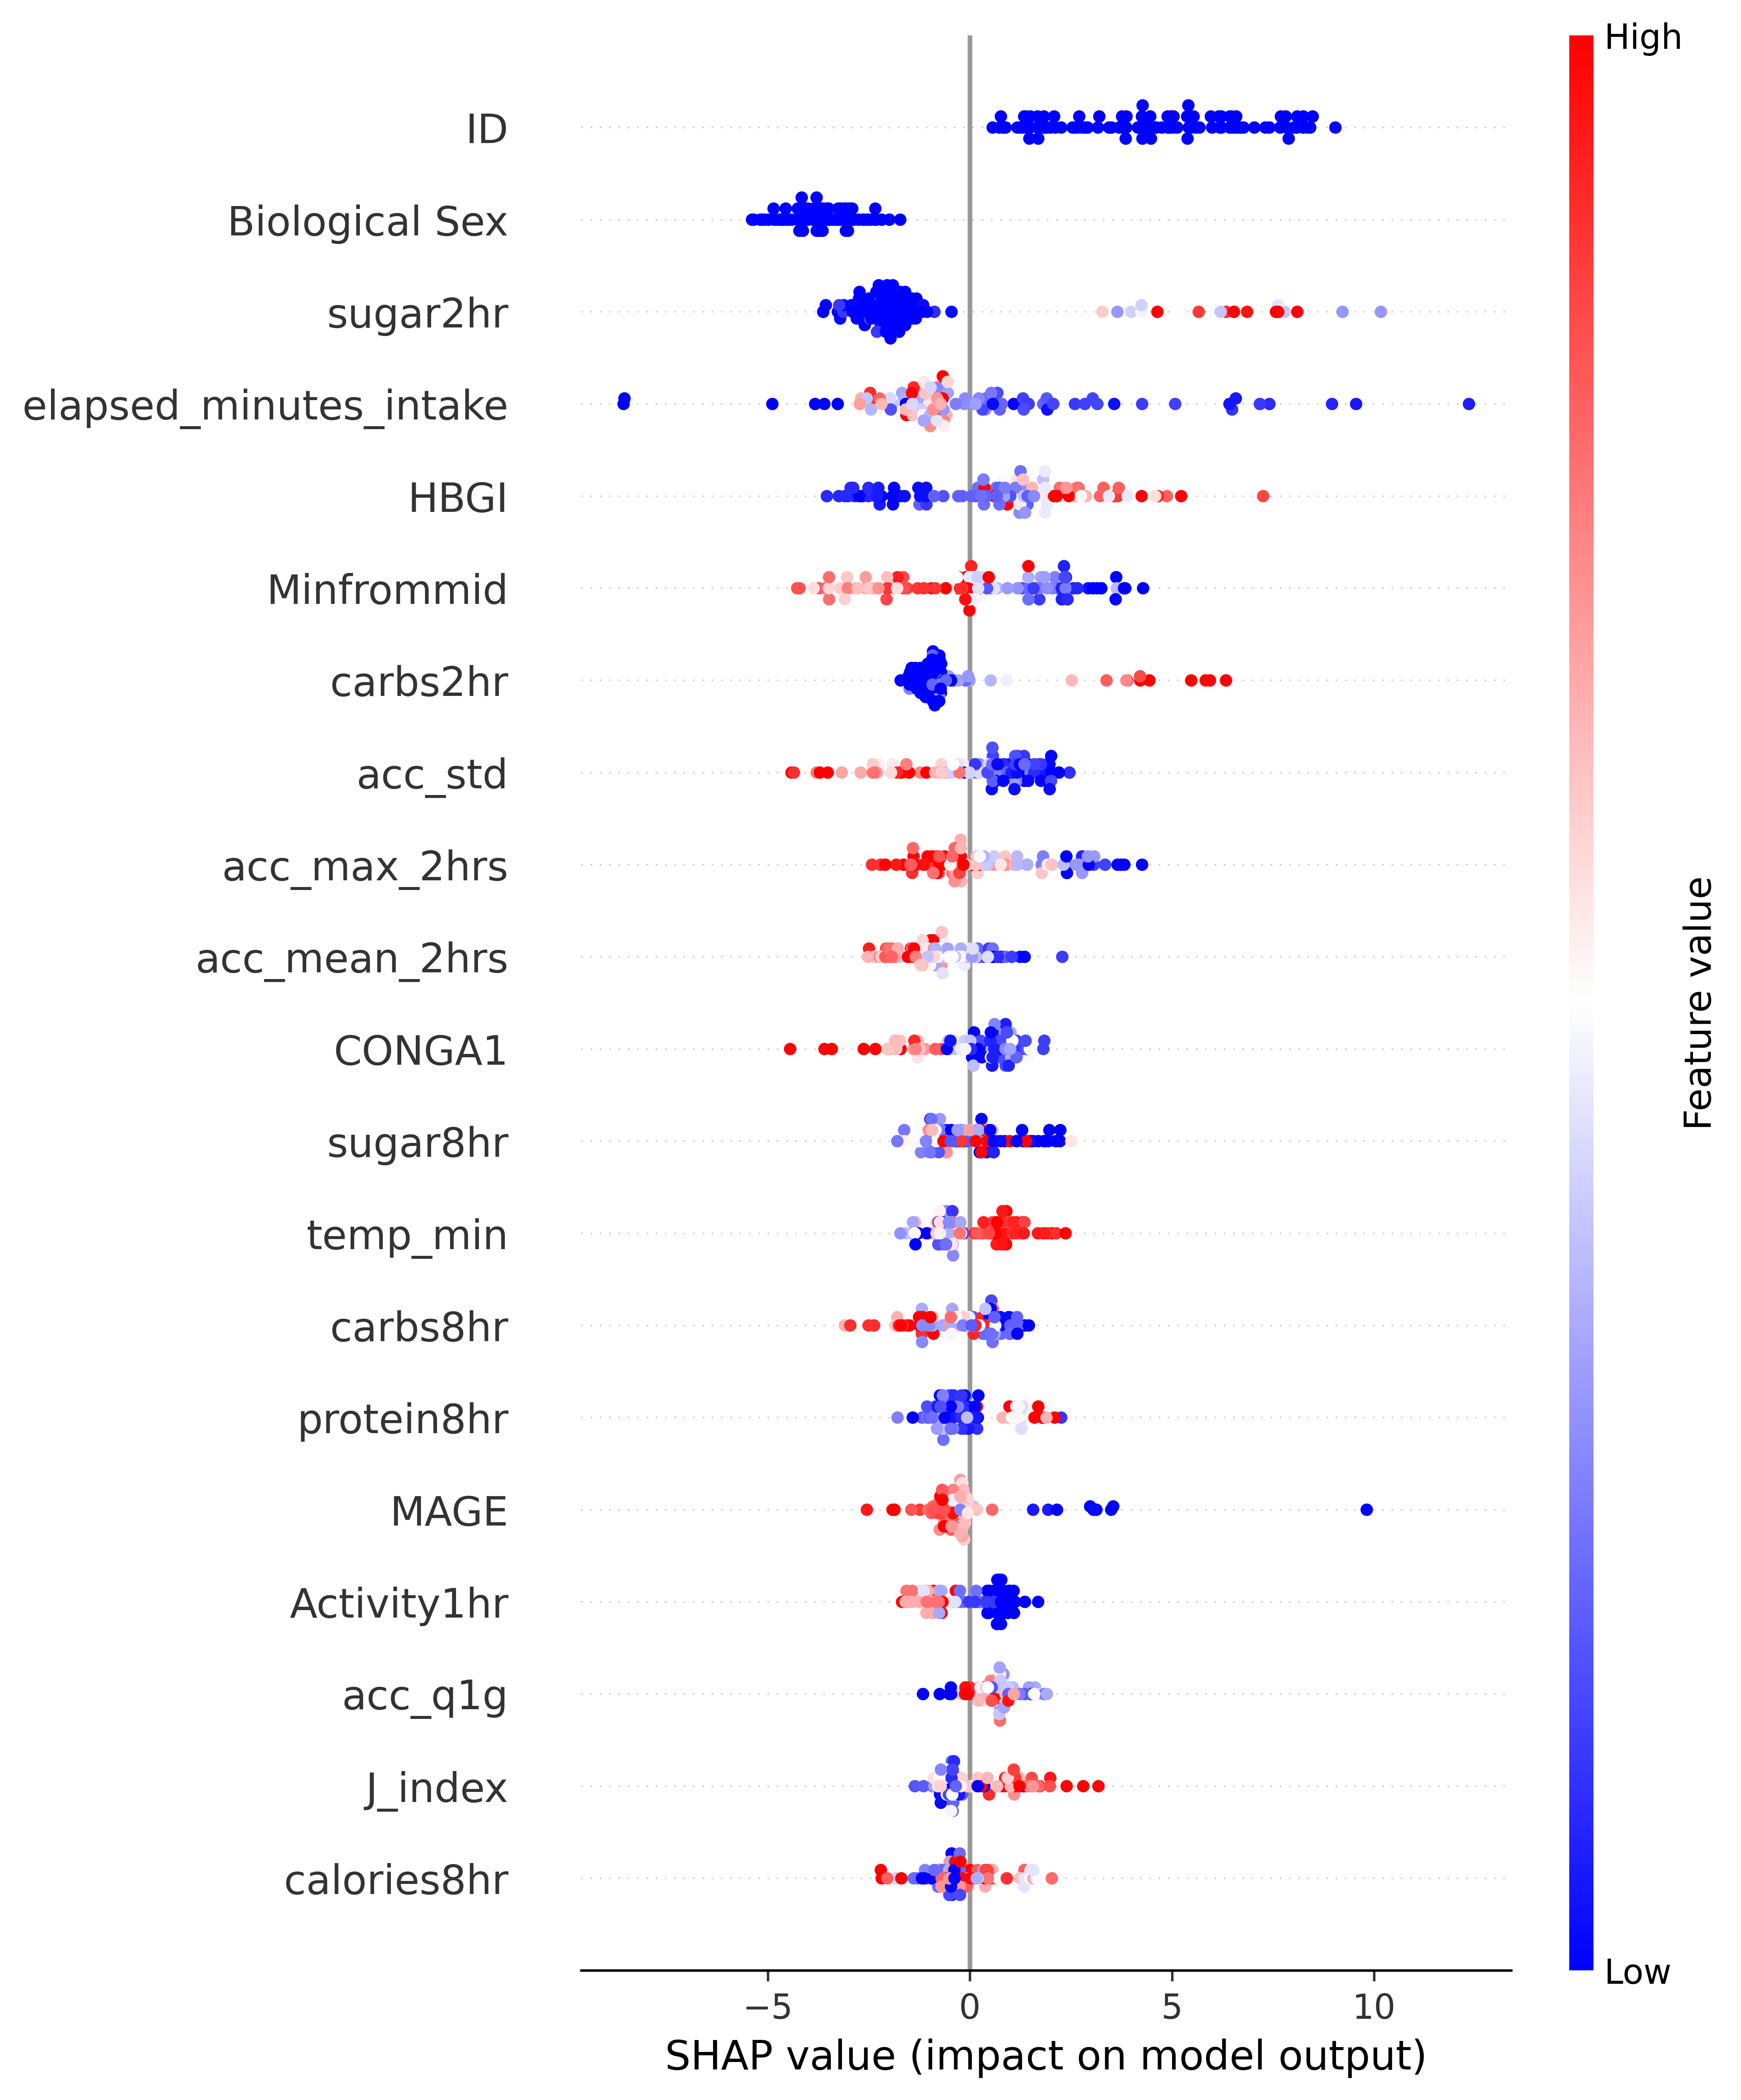 High
ID
Biological Sex
sugar2hr
elapsed_minutes_intake
HBGI
Minfrommid
carbs2hr
acc_std
acc_max_2hrs
acc_mean_2hrs
CONGA1
sugar8hr
temp_min
carbs8hr
protein8hr
MAGE
Activity1hr
acc_q1g
J_index
calories8hr
Feature value
Low
−5 0 5 10
SHAP value (impact on model output)